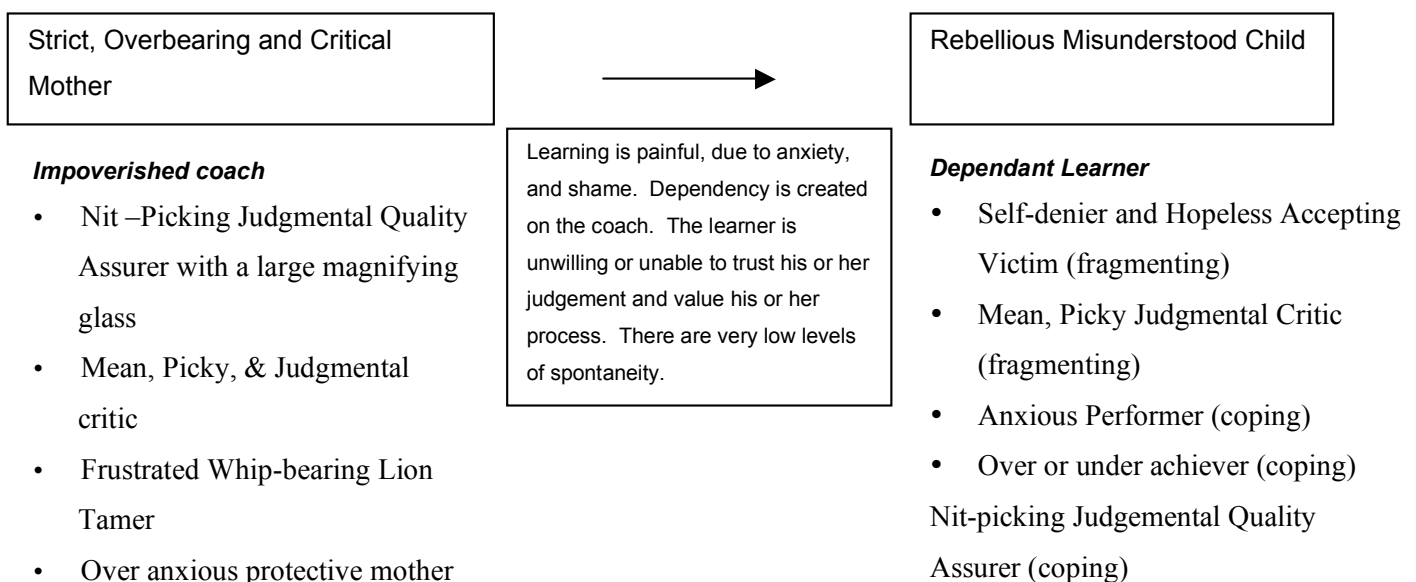 Strict, Overbearing and Critical
Mother
Impoverished coach
• Nit –Picking Judgmental Quality
Assurer with a large magnifying
glass
• Mean, Picky, & Judgmental
critic
• Frustrated Whip-bearing Lion
Tamer
• Over anxious protective mother
Learning is painful, due to anxiety,
and shame. Dependency is created
on the coach. The learner is
unwilling or unable to trust his or her
judgement and value his or her
process. There are very low levels
of spontaneity.
Rebellious Misunderstood Child
Dependant Learner
• Self-denier and Hopeless Accepting
Victim (fragmenting)
• Mean, Picky Judgmental Critic
(fragmenting)
• Anxious Performer (coping)
• Over or under achiever (coping)
Nit-picking Judgemental Quality
Assurer (coping)